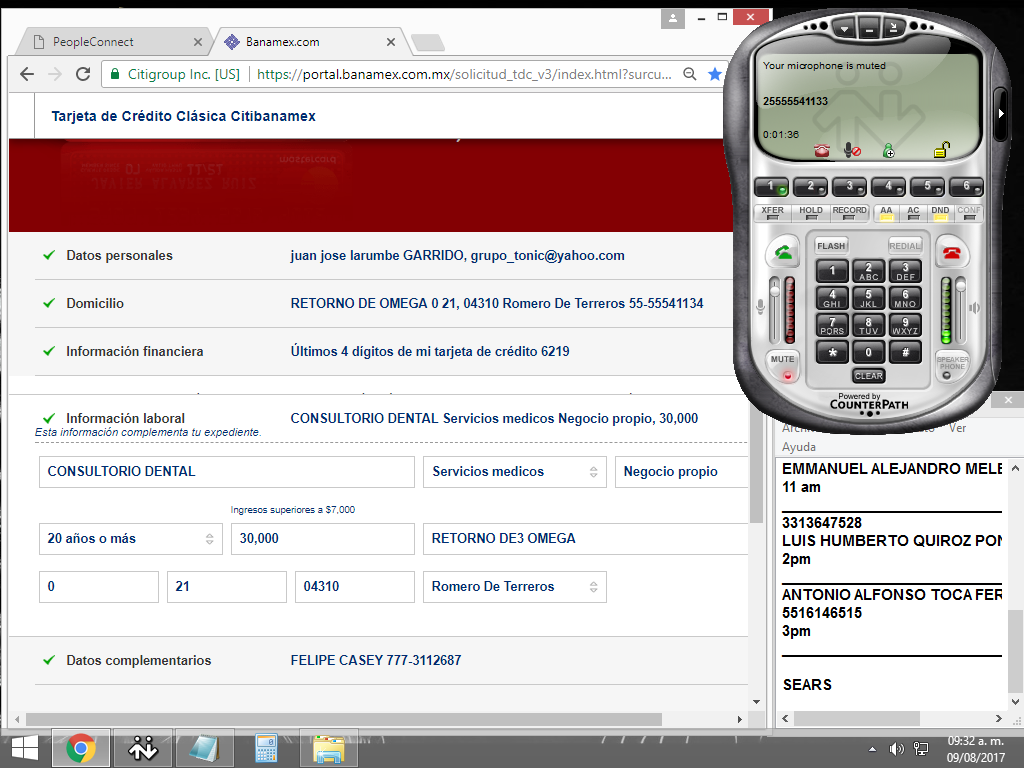 PeopleConnect
Banamex.com
Citigroup Inc. [US]
https://portal.banamex.com.mx/solicitud_tdc_v3/index.html?surcu...
Tarjeta de Crédito Clásica Citibanamex
Datos personales
juan jose larumbe GARRIDO, grupo_tonic@yahoo.com
Domicilio
RETORNO DE OMEGA 0 21, 04310 Romero De Terreros 55-55541134
Información financiera
Últimos 4 dígitos de mi tarjeta de crédito 6219
Información laboral
CONSULTORIO DENTAL Servicios medicos Negocio propio, 30,000
Esta información complementa tu expediente.
CONSULTORIO DENTAL
Servicios medicos
Negocio propio
Ingresos superiores a $7,000
20 años o más
30,000
RETORNO DE3 OMEGA
0
21
04310
Romero De Terreros
Datos complementarios
FELIPE CASEY 777-3112687
Your microphone is muted
25555541133
0:01:36
1 2 3 4 5 6
XFER HOLD RECORD AA AC DND CONF
FLASH
REDIAL
1
2 ABC
3 DEF
4 GHI
5 JKL
6 MNO
7 PQRS
8 TUV
9 WXYZ
* 0 #
MUTE
SPEAKER PHONE
CLEAR
Powered by
COUNTERPATH
Ver
Ayuda
EMMANUEL ALEJANDRO MELE
11 am
3313647528
LUIS HUMBERTO QUIROZ PON
2pm
ANTONIO ALFONSO TOCA FER
5516146515
3pm
SEARS
09:32 a. m.
09/08/2017